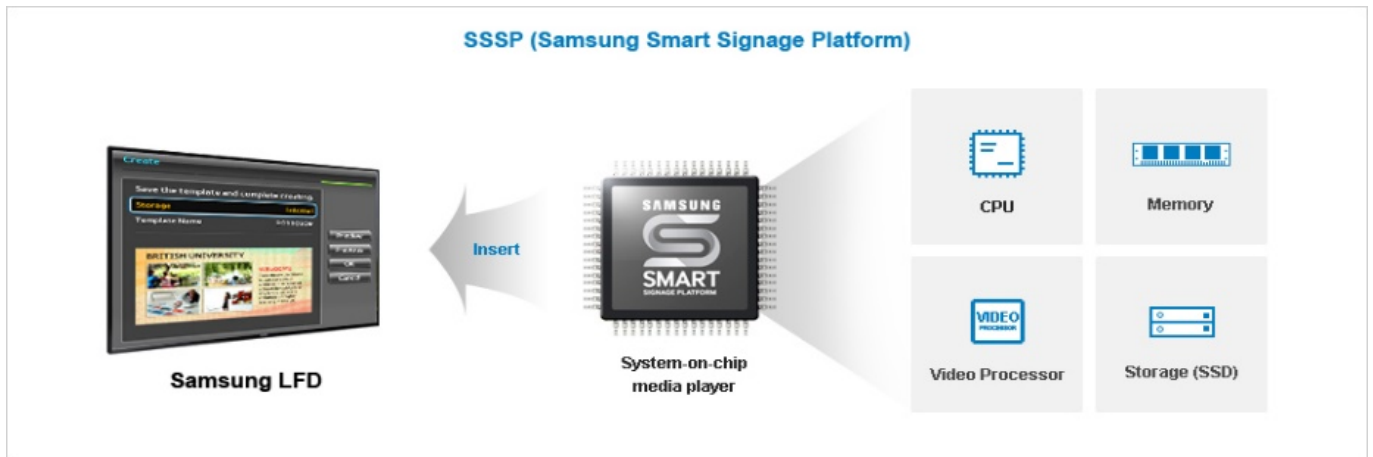 SSSP (Samsung Smart Signage Platform)
Create
Save the template and complete creating.
Storage
Template Name
BRITISH UNIVERSITY
Samsung LFD
Insert
SAMSUNG
SMART
SIGNAGE PLATFORM
System-on-chip
media player
CPU
Memory
VIDEO
PROCESSOR
Video Processor
Storage (SSD)